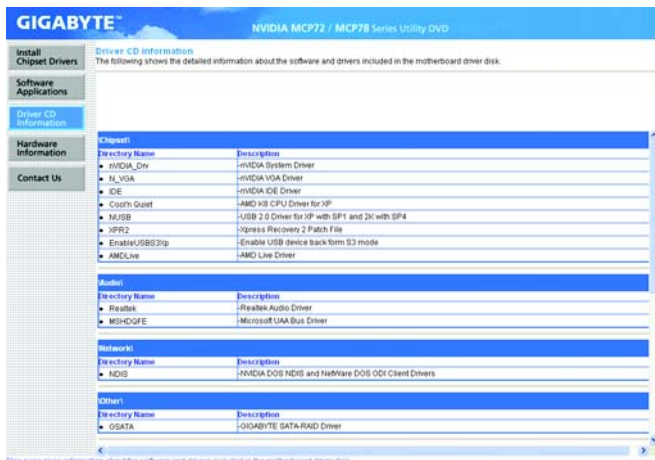 GIGABYTE™
NVIDIA MCP72 / MCP78 Series Utility DVD
Install
Chipset Drivers
Software
Applications
Driver CD
Information
Hardware
Information
Contact Us
Driver CD information
The following shows the detailed information about the software and drivers included in the motherboard driver disk.
\Chipset\
Directory Name Description
• nVIDIA_Drv -nVIDIA System Driver
• N_VGA -nVIDIA VGA Driver
• IDE -nVIDIA IDE Driver
• Cool'n Quiet -AMD K8 CPU Driver for XP
• NUSB -USB 2.0 Driver for XP with SP1 and 2K with SP4
• XPR2 -Xpress Recovery 2 Patch File
• EnableUSBS3Xp -Enable USB device back form S3 mode
• AMDLive -AMD Live Driver
\Audio\
Directory Name Description
• Realtek -Realtek Audio Driver
• MSHDQFE -Microsoft UAA Bus Driver
\Network\
Directory Name Description
• NDIS -NVIDIA DOS NDIS and NetWare DOS ODI Client Drivers
\Other\
Directory Name Description
• GSATA -GIGABYTE SATA-RAID Driver